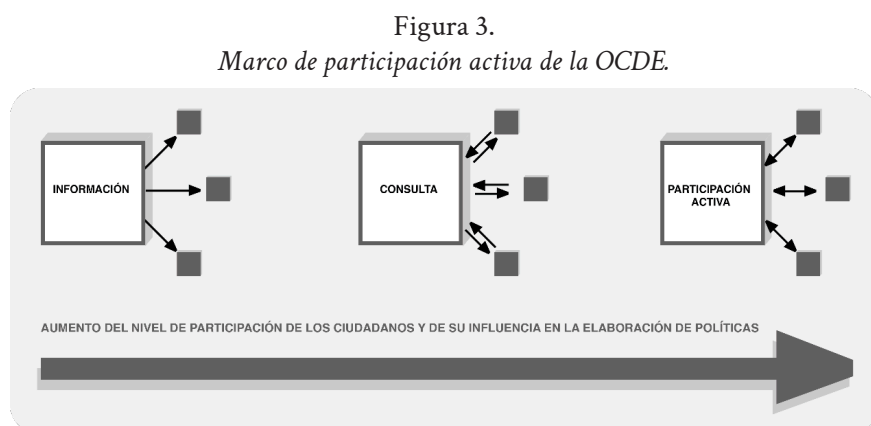 Figura 3.
Marco de participación activa de la OCDE.
INFORMACIÓN
CONSULTA
PARTICIPACIÓN
ACTIVA
AUMENTO DEL NIVEL DE PARTICIPACIÓN DE LOS CIUDADANOS Y DE SU INFLUENCIA EN LA ELABORACIÓN DE POLÍTICAS